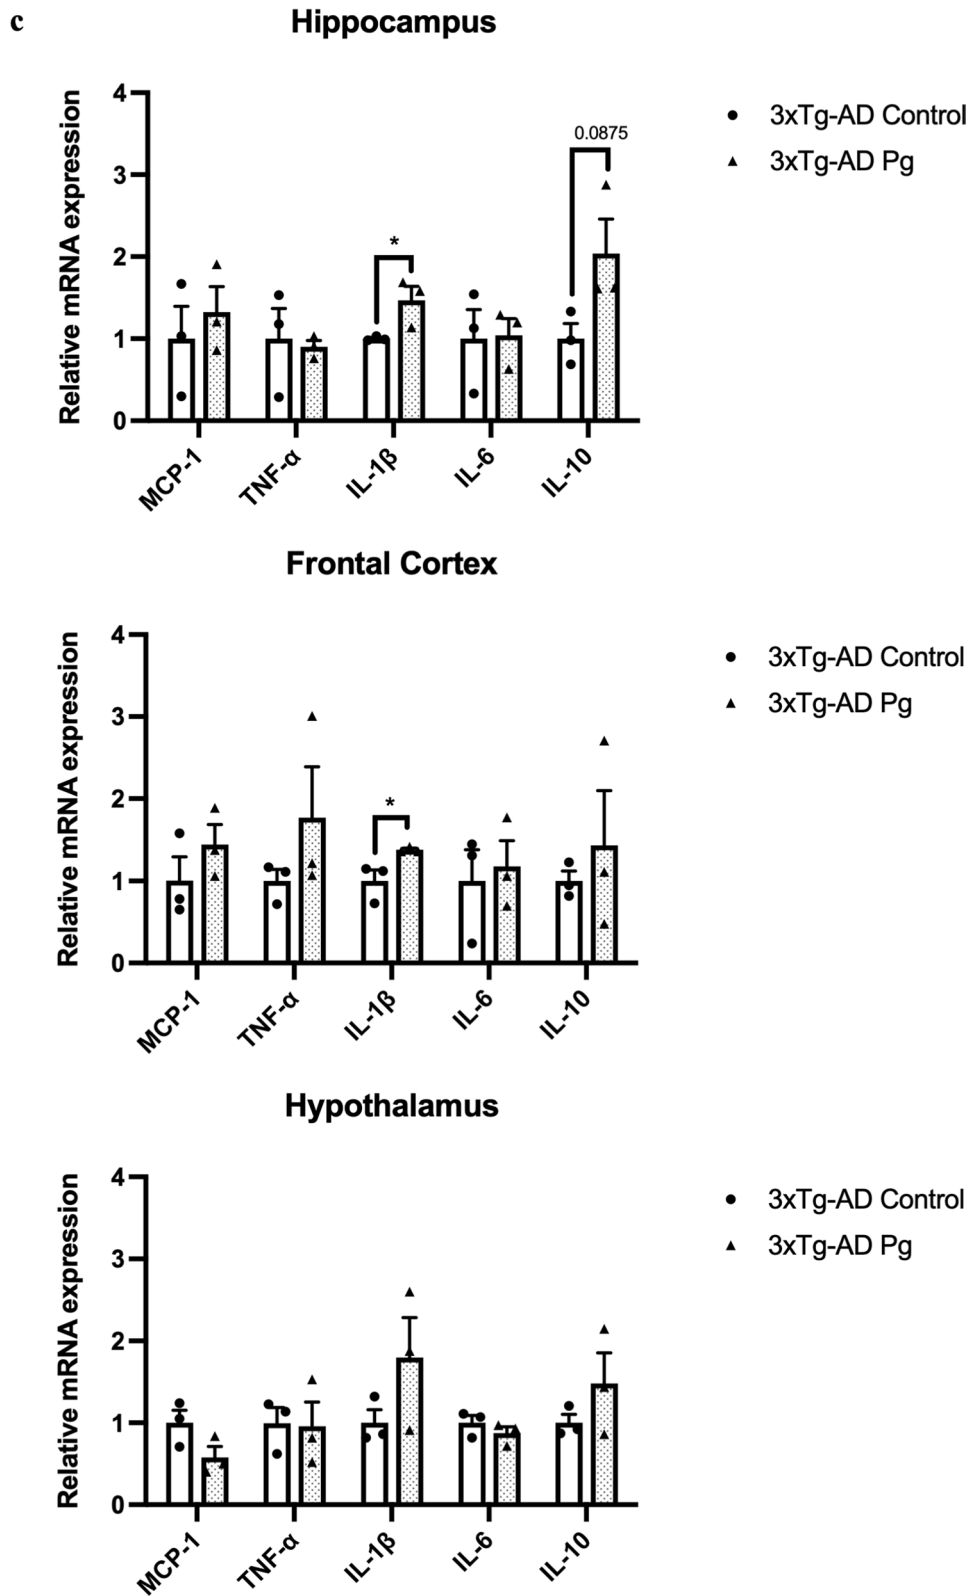 c
Hippocampus
Relative mRNA expression
4
3
2
1
0
*
0.0875
MCP-1
TNF-α
IL-1β
IL-6
IL-10
3xTg-AD Control
3xTg-AD Pg
Frontal Cortex
Relative mRNA expression
4
3
2
1
0
*
MCP-1
TNF-α
IL-1β
IL-6
IL-10
3xTg-AD Control
3xTg-AD Pg
Hypothalamus
Relative mRNA expression
4
3
2
1
0
MCP-1
TNF-α
IL-1β
IL-6
IL-10
3xTg-AD Control
3xTg-AD Pg